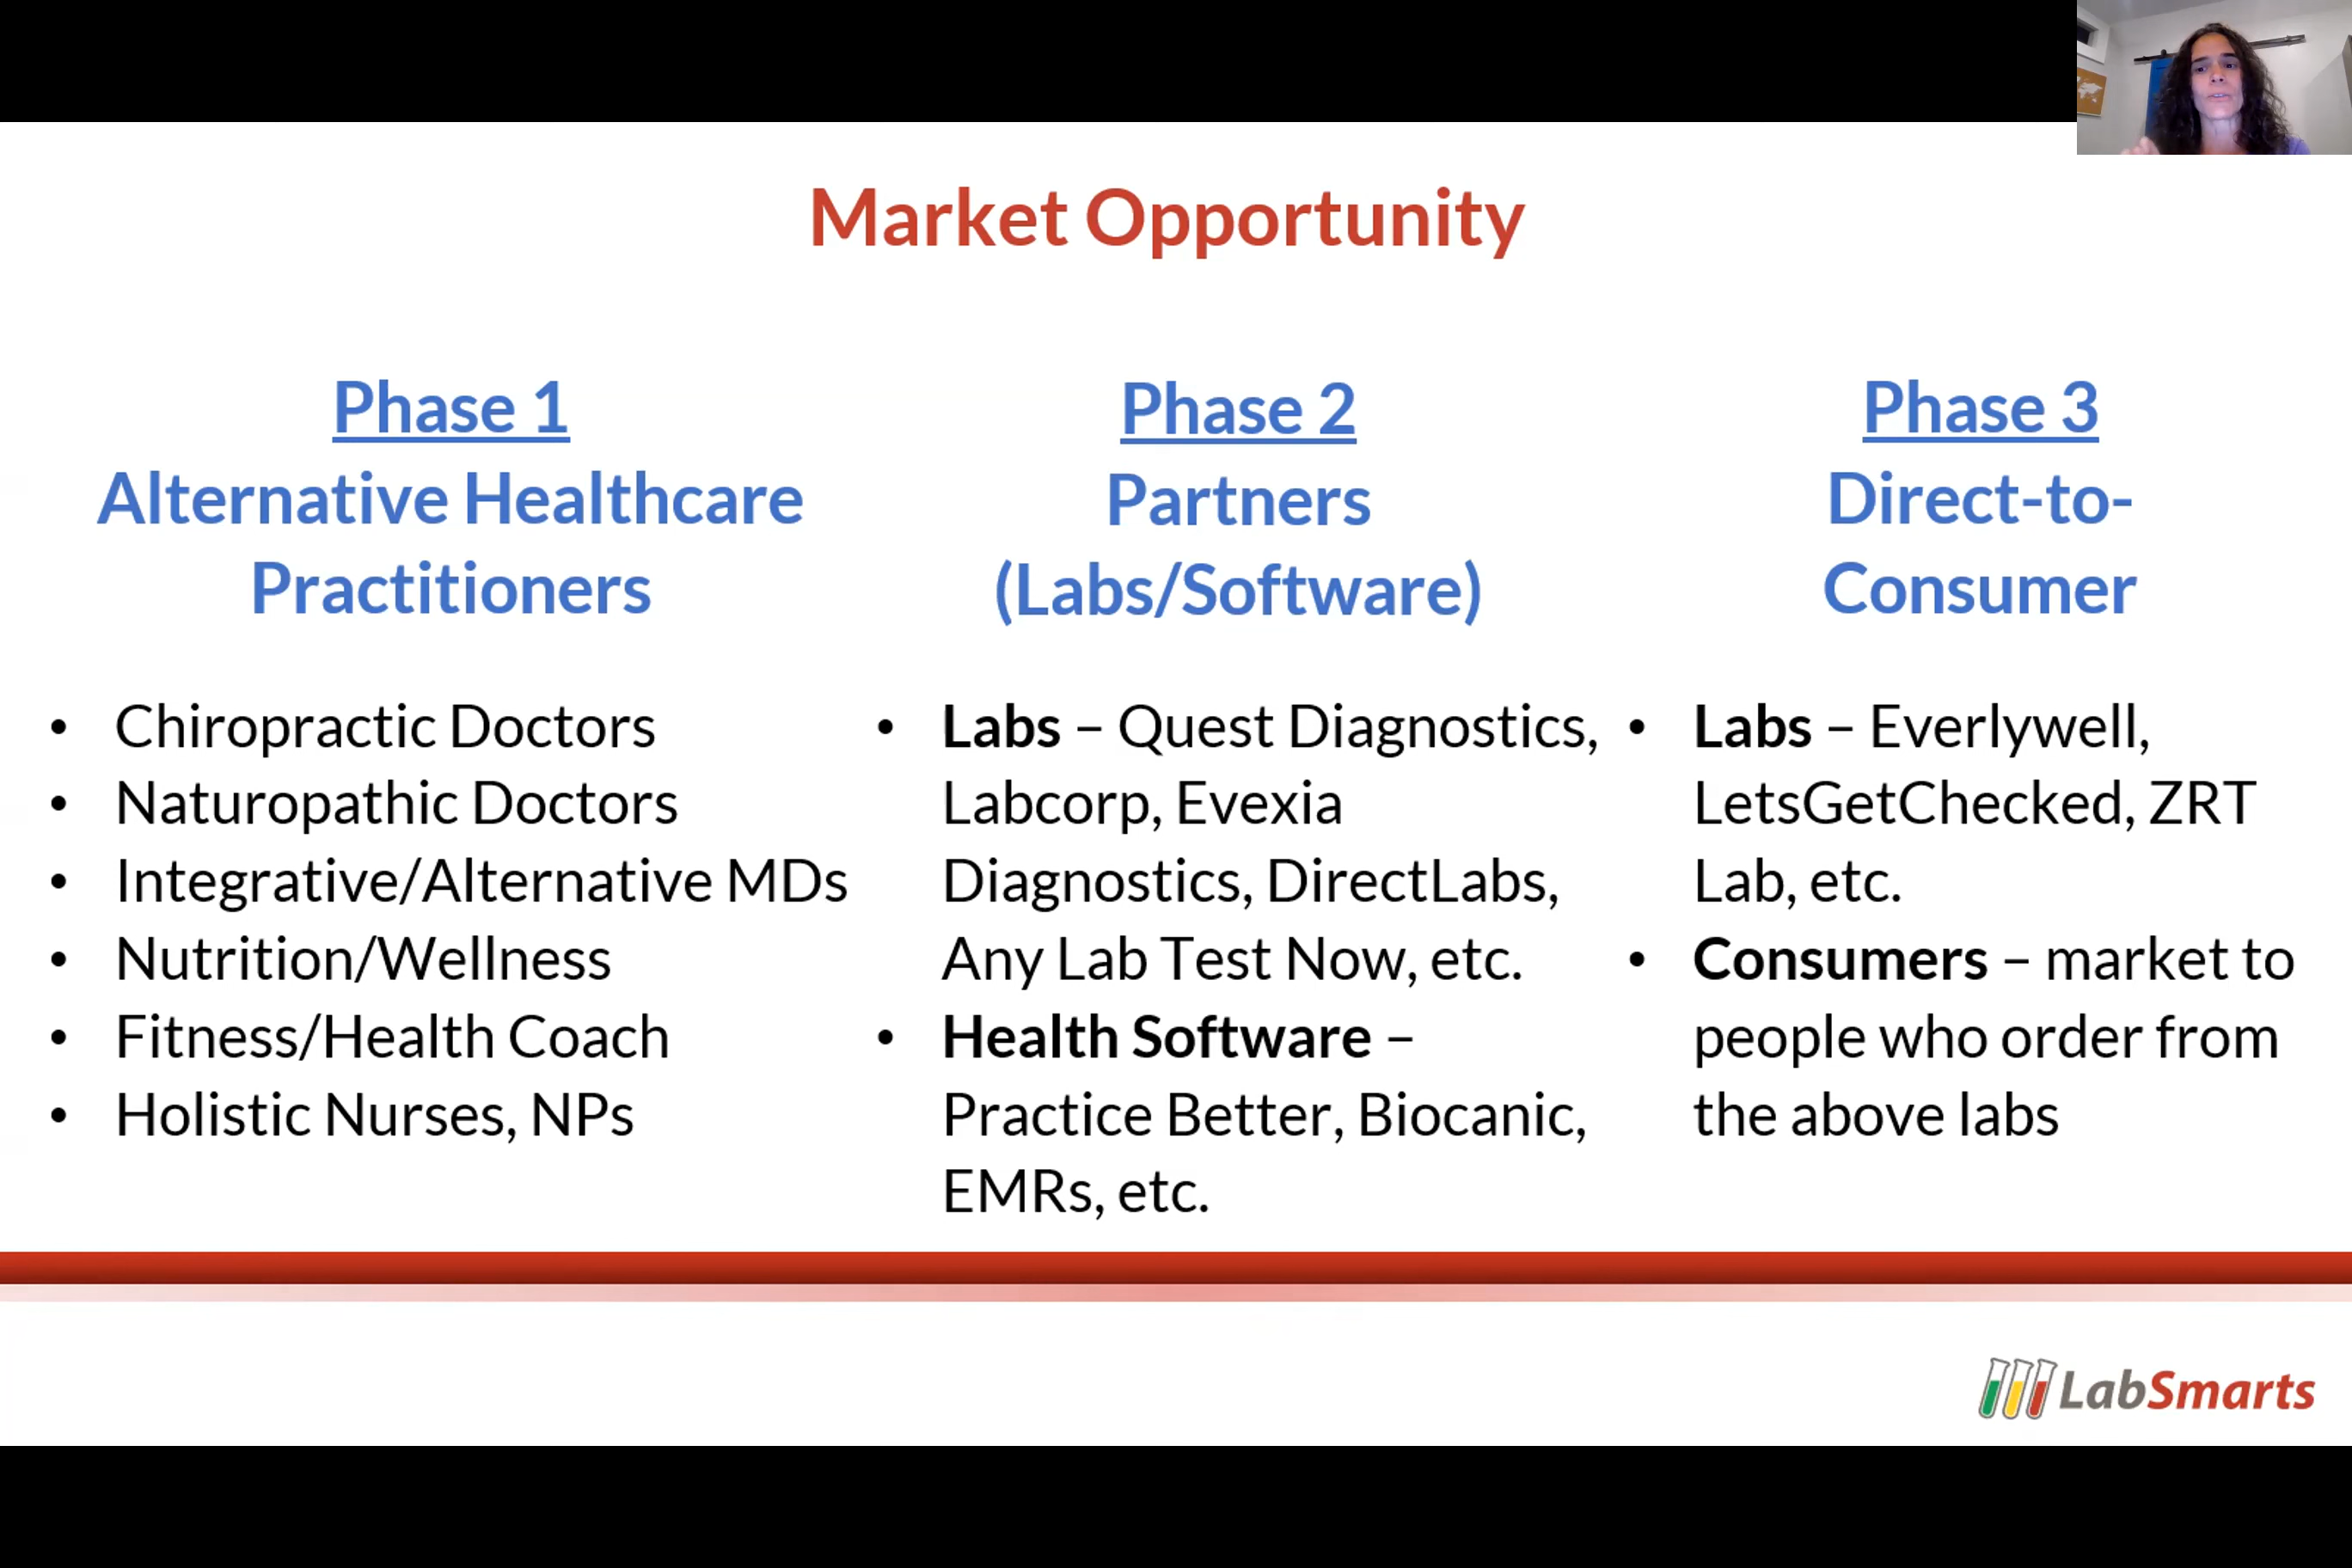 Market Opportunity
Phase 1
Alternative Healthcare
Practitioners
• Chiropractic Doctors
• Naturopathic Doctors
• Integrative/Alternative MDs
• Nutrition/Wellness
• Fitness/Health Coach
• Holistic Nurses, NPs
Phase 2
Partners
(Labs/Software)
• Labs – Quest Diagnostics,
Labcorp, Evexia
Diagnostics, DirectLabs,
Any Lab Test Now, etc.
• Health Software –
Practice Better, Biocanic,
EMRs, etc.
Phase 3
Direct-to-
Consumer
• Labs – Everlywell,
LetsGetChecked, ZRT
Lab, etc.
• Consumers – market to
people who order from
the above labs
LabSmarts